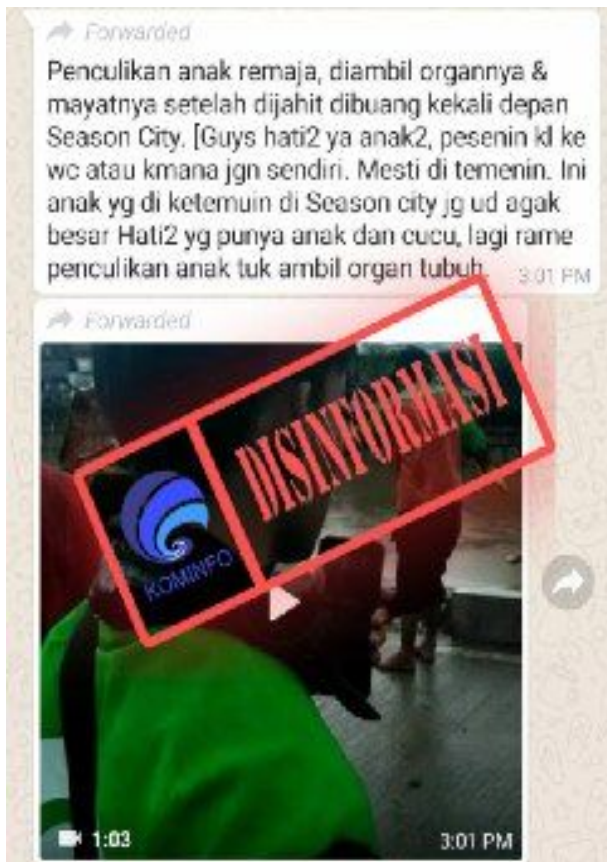 Forwarded
Penculikan anak remaja, diambil organnya &
mayatnya setelah dijahit dibuang kekali depan
Season City. [Guys hati2 ya anak2, pesenin kl ke
wc atau kmana jgn sendiri. Mesti di temenin. Ini
anak yg di ketemuin di Season city jg ud agak
besar Hati2 yg punya anak dan cucu, lagi rame
penculikan anak tuk ambil organ tubuh.
3:01 PM
Forwarded
DISINFORMASI
KOMINFO
1:03
3:01 PM